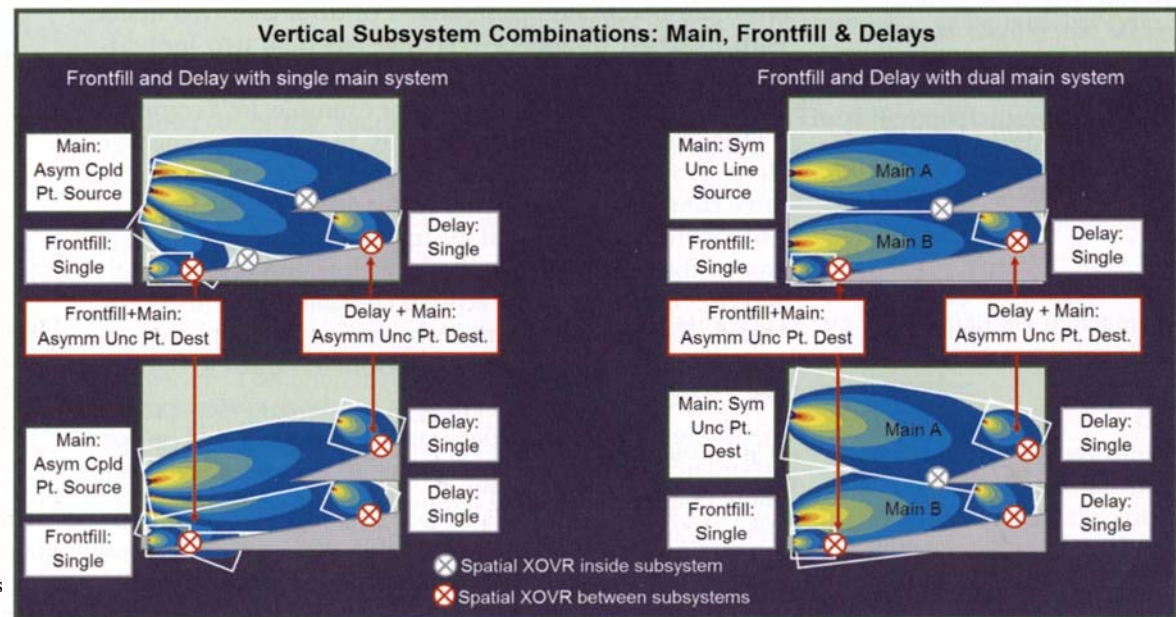 Vertical Subsystem Combinations: Main, Frontfill & Delays
Frontfill and Delay with single main system
Main:
Asym Cpld
Pt. Source
Frontfill:
Single
Delay:
Single
Frontfill+Main:
Asymm Unc Pt. Dest
Delay + Main:
Asymm Unc Pt. Dest.
Main:
Asym Cpld
Pt. Source
Frontfill:
Single
Delay:
Single
Delay:
Single
Frontfill and Delay with dual main system
Main: Sym
Unc Line
Source
Main A
Main B
Frontfill:
Single
Delay:
Single
Frontfill+Main:
Asymm Unc Pt. Dest
Delay + Main:
Asymm Unc Pt. Dest.
Main: Sym
Unc Pt.
Dest
Main A
Main B
Frontfill:
Single
Delay:
Single
Delay:
Single
Spatial XOVR inside subsystem
Spatial XOVR between subsystems
s